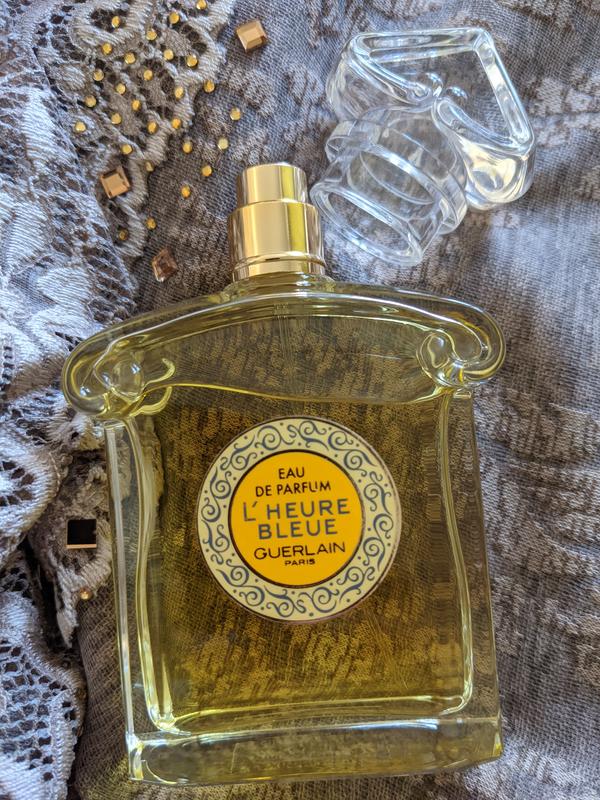 EAU
DE PARFUM
L'HEURE
BLEUE
GUERLAIN
PARIS